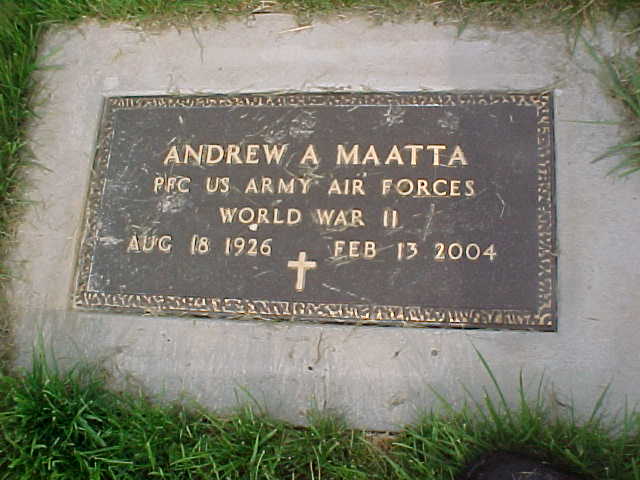 ANDREW A MAATTA
PFC US ARMY AIR FORCES
WORLD WAR II
AUG 18 1926 FEB 13 2004